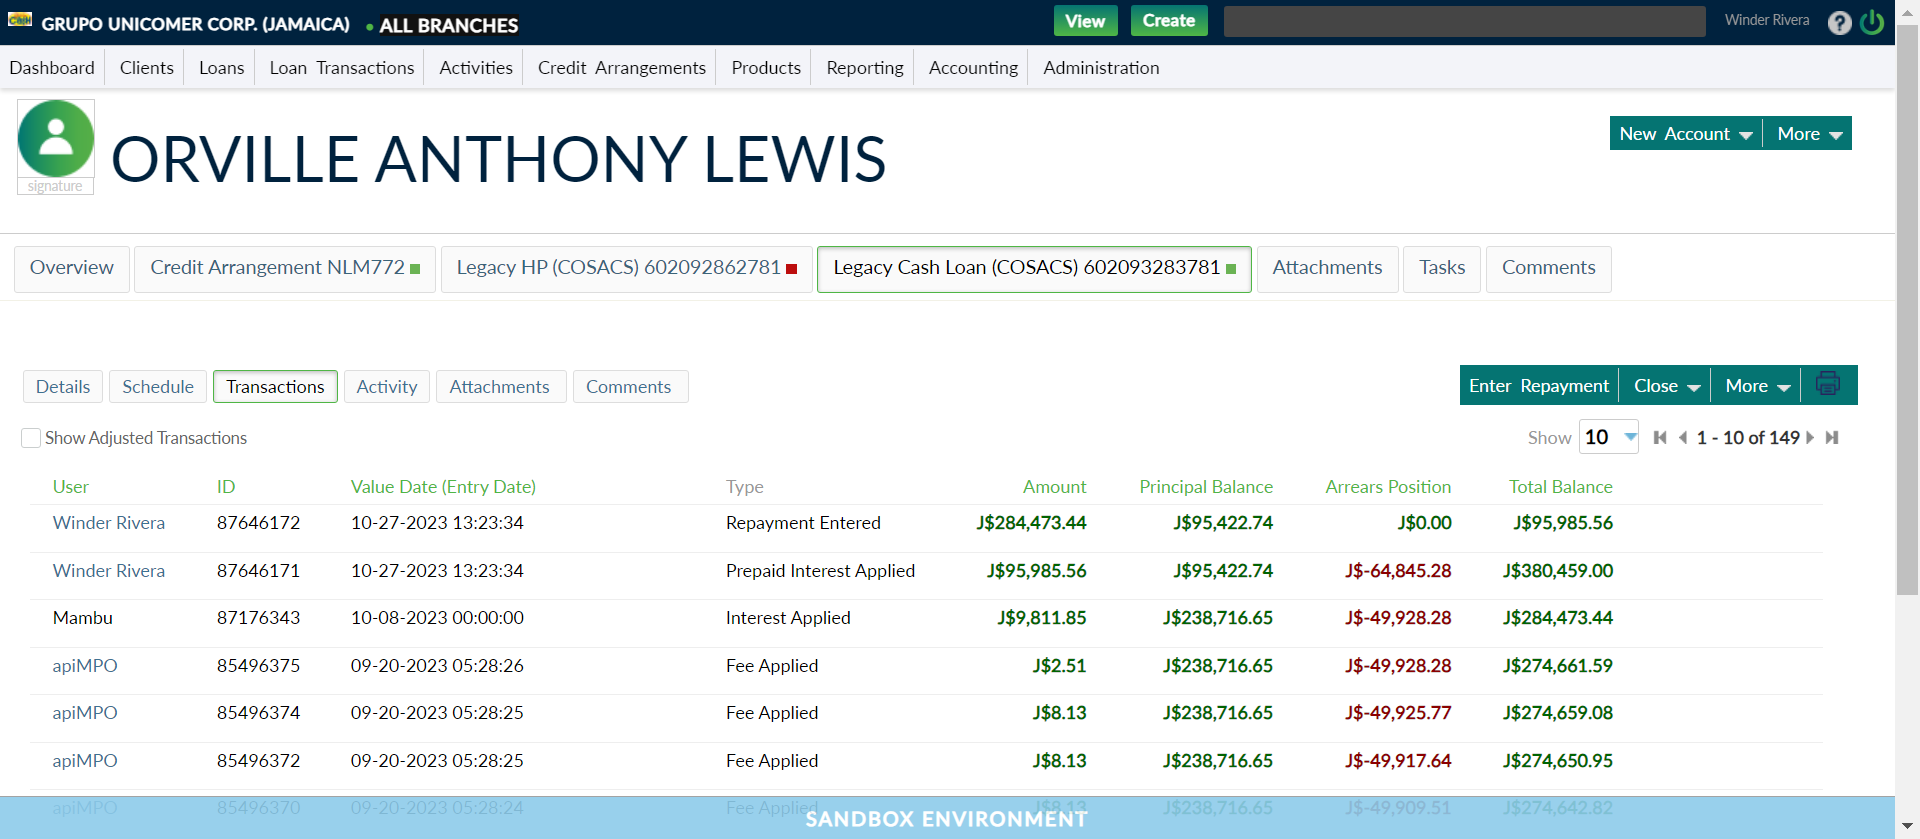 Cash GRUPO UNICOMER CORP. (JAMAICA) • ALL BRANCHES View Create Winder Rivera ?
Dashboard Clients Loans Loan Transactions Activities Credit Arrangements Products Reporting Accounting Administration
ORVILLE ANTHONY LEWIS
signature
New Account More
Overview Credit Arrangement NLM772 Legacy HP (COSACS) 602092862781 Legacy Cash Loan (COSACS) 602093283781 Attachments Tasks Comments
Details Schedule Transactions Activity Attachments Comments Enter Repayment Close More
Show Adjusted Transactions Show 10 1 - 10 of 149
User ID Value Date (Entry Date) Type Amount Principal Balance Arrears Position Total Balance
Winder Rivera 87646172 10-27-2023 13:23:34 Repayment Entered J$284,473.44 J$95,422.74 J$0.00 J$95,985.56
Winder Rivera 87646171 10-27-2023 13:23:34 Prepaid Interest Applied J$95,985.56 J$95,422.74 J$-64,845.28 J$380,459.00
Mambu 87176343 10-08-2023 00:00:00 Interest Applied J$9,811.85 J$238,716.65 J$-49,928.28 J$284,473.44
apiMPO 85496375 09-20-2023 05:28:26 Fee Applied J$2.51 J$238,716.65 J$-49,928.28 J$274,661.59
apiMPO 85496374 09-20-2023 05:28:25 Fee Applied J$8.13 J$238,716.65 J$-49,925.77 J$274,659.08
apiMPO 85496372 09-20-2023 05:28:25 Fee Applied J$8.13 J$238,716.65 J$-49,917.64 J$274,650.95
apiMPO 85496370 09-20-2023 05:28:24 Fee Applied J$8.13 J$238,716.65 J$-49,909.51 J$274,642.82
SANDBOX ENVIRONMENT